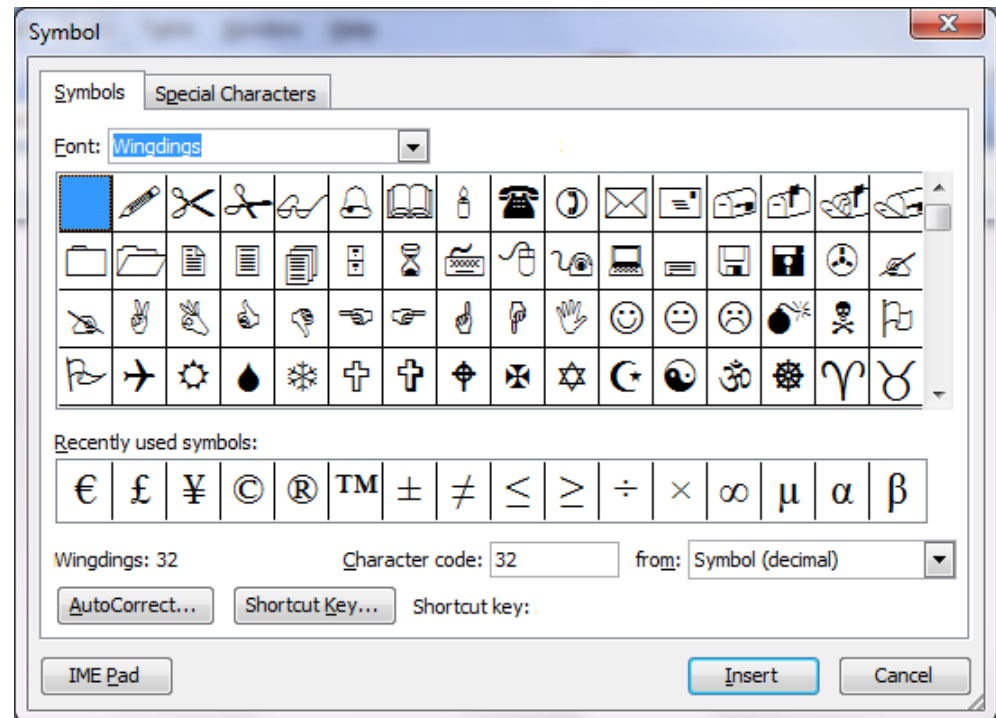 Symbol
Symbols Special Characters
Font: Wingdings
Recently used symbols:
€ £ ¥ © ® ™ ± ≠ ≤ ≥ ÷ × ∞ µ α β
Wingdings: 32 Character code: 32 from: Symbol (decimal)
AutoCorrect... Shortcut Key... Shortcut key:
IME Pad Insert Cancel